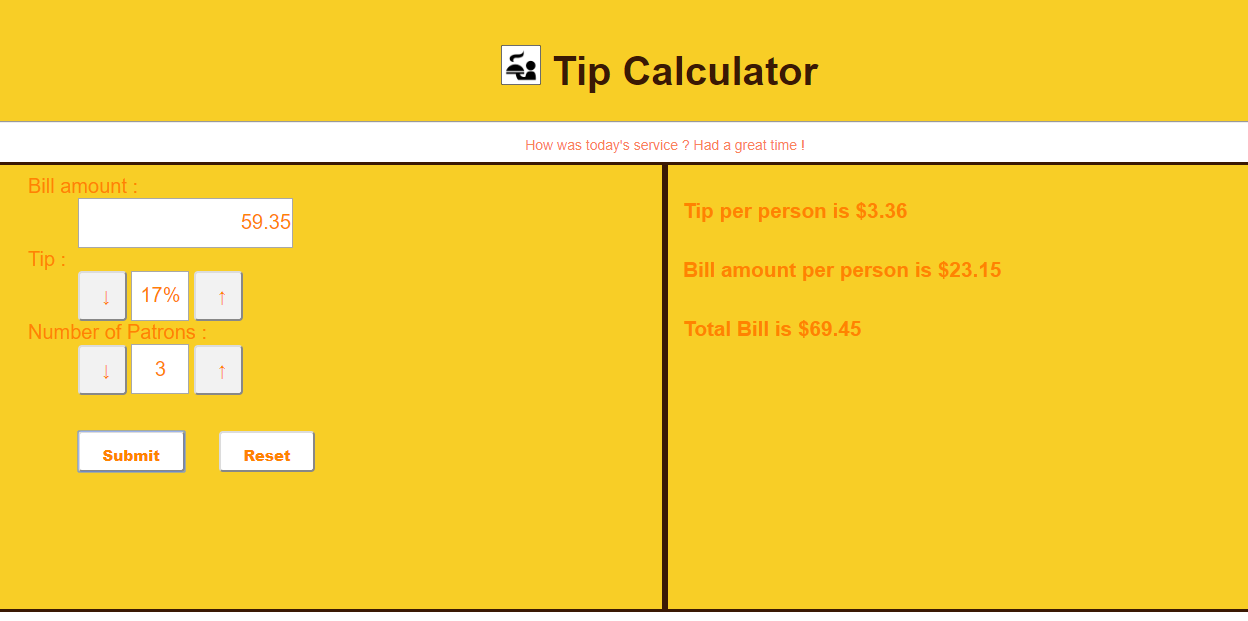 Tip Calculator
How was today's service ? Had a great time !
Bill amount :
59.35
Tip :
↓ 17% ↑
Number of Patrons :
↓ 3 ↑
Submit Reset
Tip per person is $3.36
Bill amount per person is $23.15
Total Bill is $69.45